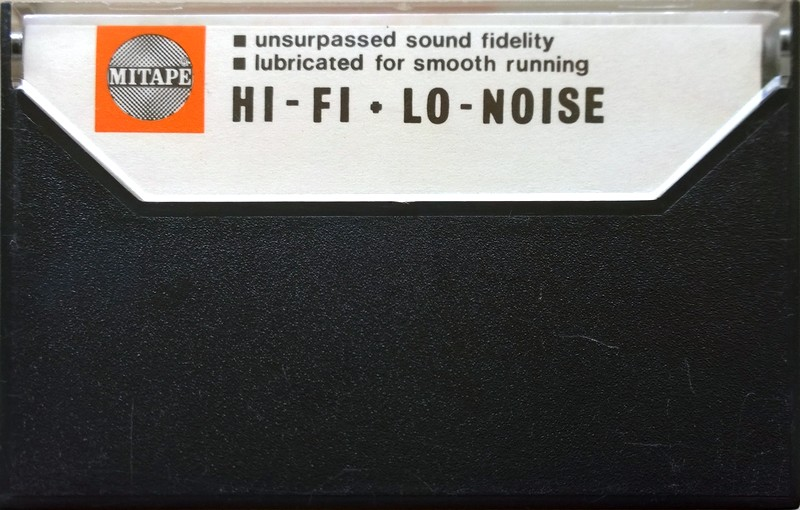 MITAPE
■ unsurpassed sound fidelity
■ lubricated for smooth running
HI-FI • LO-NOISE